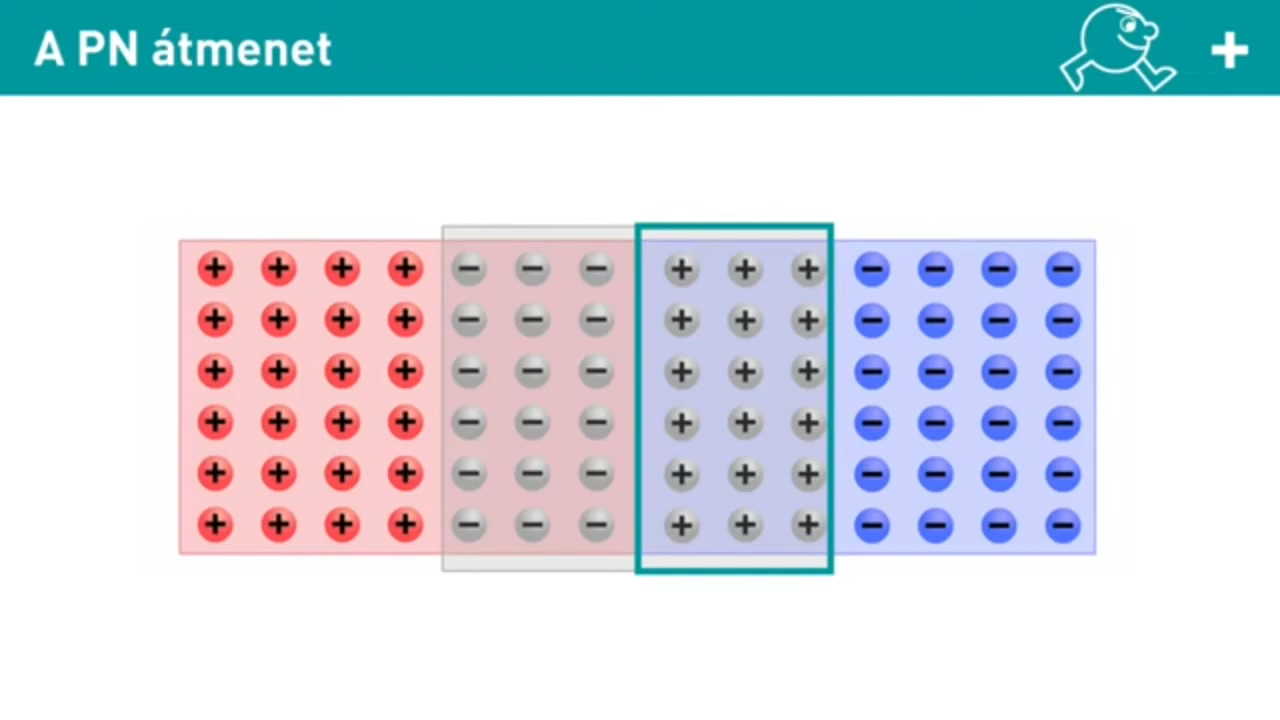 A PN átmenet
+
+ + + + − − − + + + − − − −
+ + + + − − − + + + − − − −
+ + + + − − − + + + − − − −
+ + + + − − − + + + − − − −
+ + + + − − − + + + − − − −
+ + + + − − − + + + − − − −